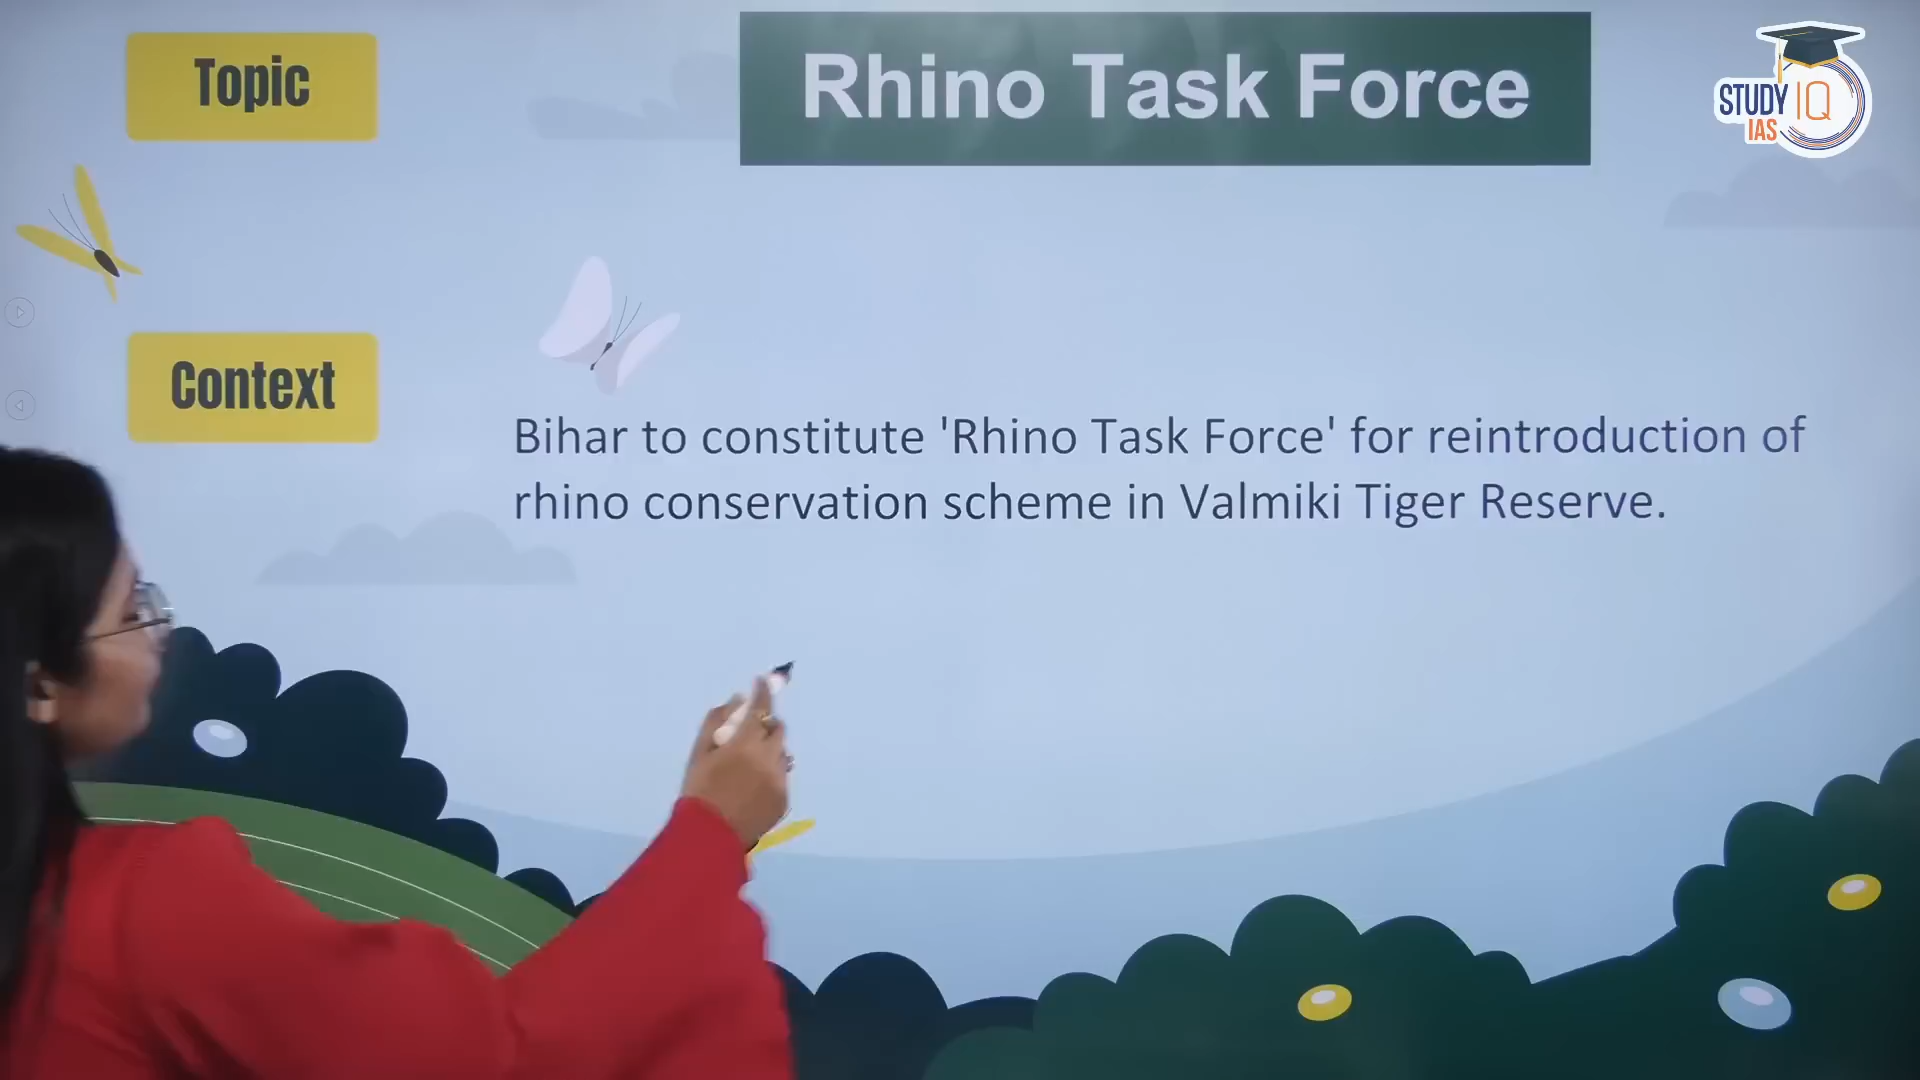 Topic
Rhino Task Force
STUDY IQ
IAS
Context
Bihar to constitute 'Rhino Task Force' for reintroduction of
rhino conservation scheme in Valmiki Tiger Reserve.